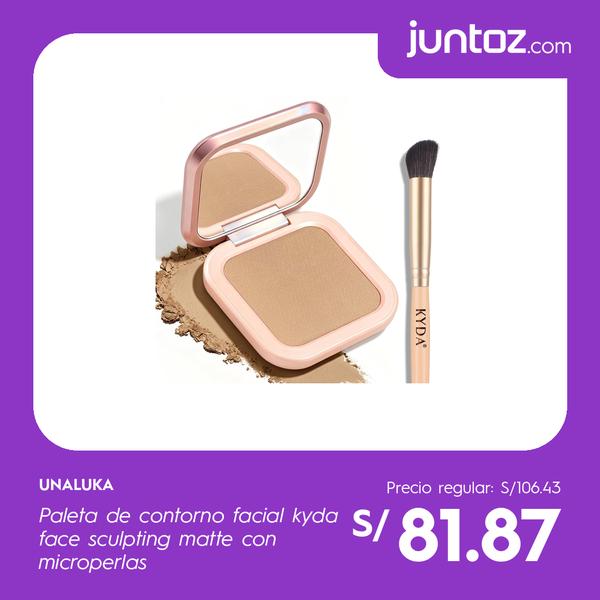 juntoz.com
KYDA®
UNALUKA
Paleta de contorno facial kyda
face sculpting matte con
microperlas
Precio regular: S/106.43
S/ 81.87